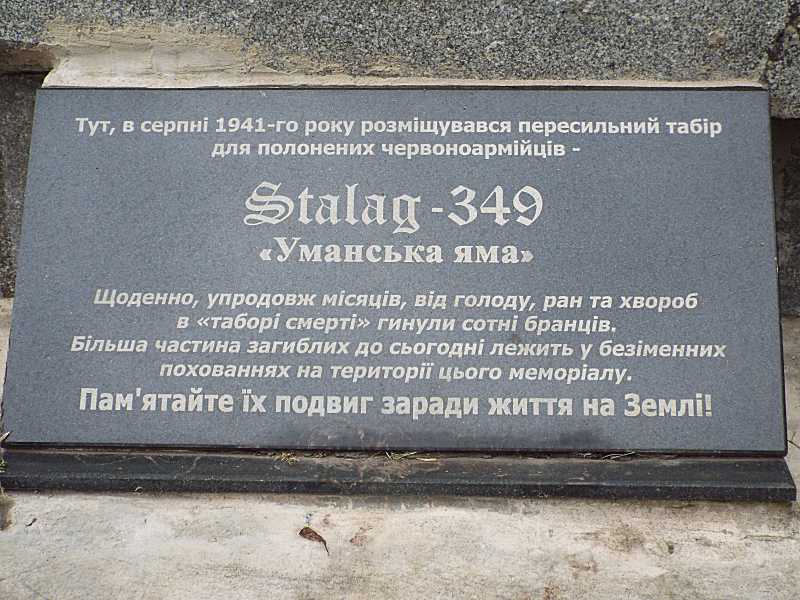 Тут, в серпні 1941-го року розміщувався пересильний табір
для полонених червоноармійців -
Stalag -349
«Уманська яма»
Щоденно, упродовж місяців, від голоду, ран та хвороб
в «таборі смерті» гинули сотні бранців.
Більша частина загиблих до сьогодні лежить у безіменних
похованнях на території цього меморіалу.
Пам'ятайте їх подвиг заради життя на Землі!